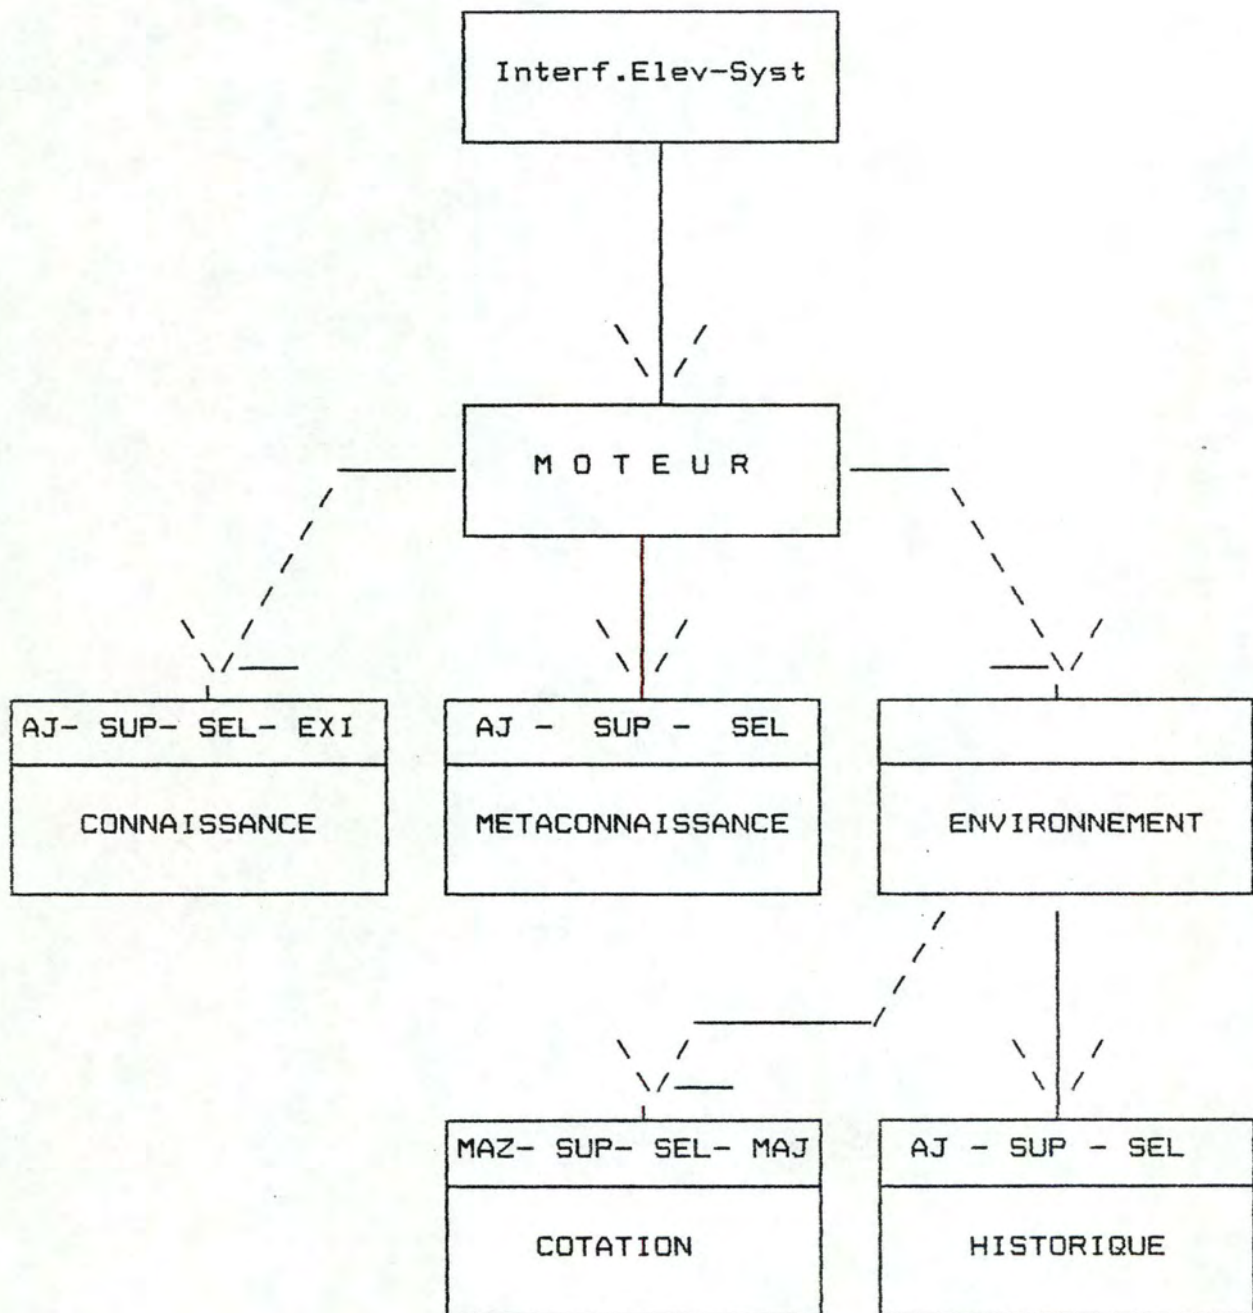 Interf.Elev-Syst
M O T E U R
AJ- SUP- SEL- EXI
CONNAISSANCE
AJ - SUP - SEL
METACONNAISSANCE
ENVIRONNEMENT
MAZ- SUP- SEL- MAJ
COTATION
AJ - SUP - SEL
HISTORIQUE